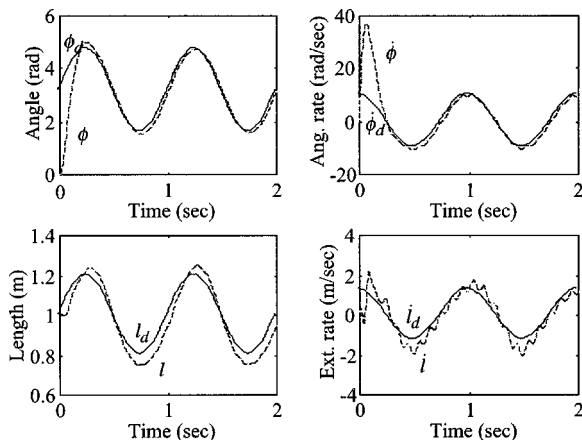 Angle (rad)
6
4
2
0
ϕd
ϕ
0
1
2
Time (sec)
Ang. rate (rad/sec)
40
20
0
-20
ϕ̇
ϕ̇d
0
1
2
Time (sec)
Length (m)
1.4
1.2
1
0.8
0.6
ld
l
0
1
2
Time (sec)
Ext. rate (m/sec)
4
2
0
-2
-4
l̇d
l̇
0
1
2
Time (sec)